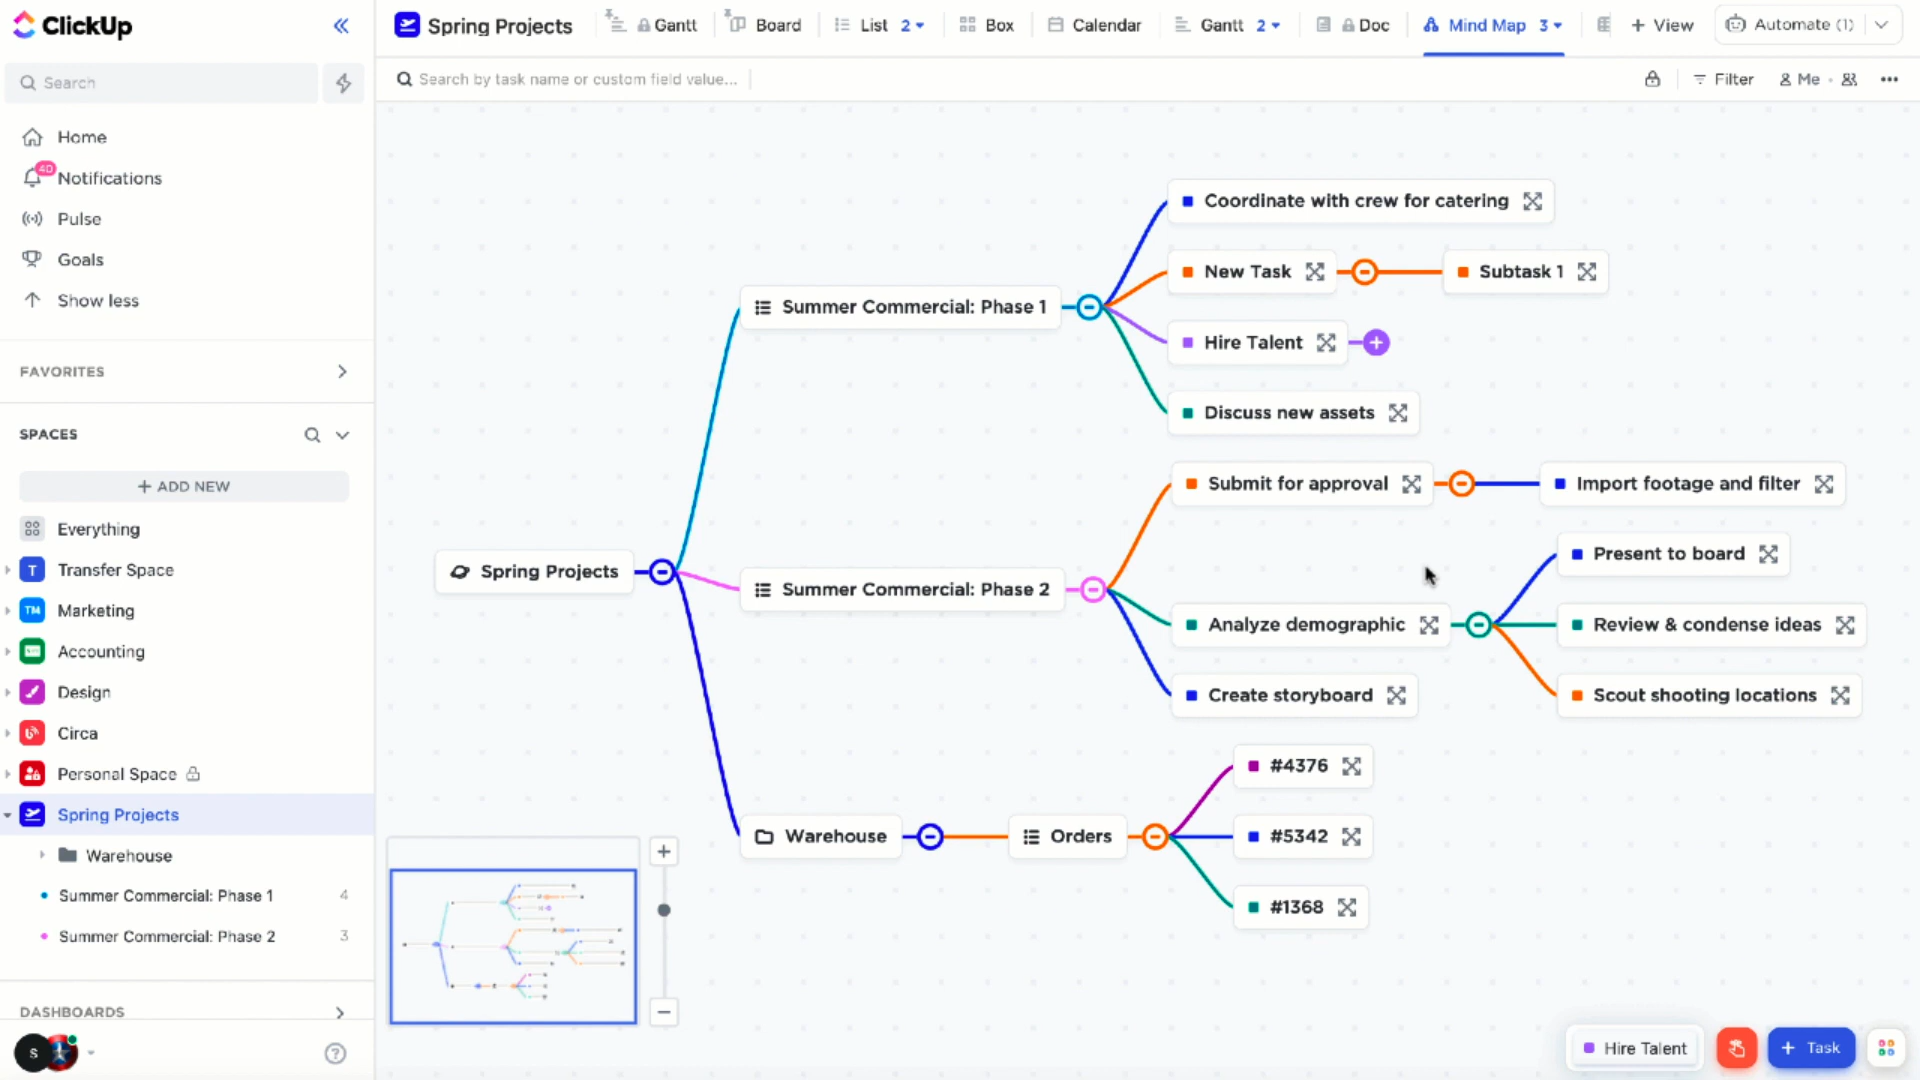 ClickUp
Search
Home
40
Notifications
Pulse
Goals
Show less
FAVORITES
SPACES
+ ADD NEW
Everything
T Transfer Space
TM Marketing
Accounting
Design
Circa
Personal Space
Spring Projects
Warehouse
Summer Commercial: Phase 1 4
Summer Commercial: Phase 2 3
DASHBOARDS
S
?
Spring Projects
Gantt
Board
List 2
Box
Calendar
Gantt 2
Doc
Mind Map 3
+ View
Automate (1)
Search by task name or custom field value...
Filter
Me
Spring Projects
Summer Commercial: Phase 1
Coordinate with crew for catering
New Task
Subtask 1
Hire Talent
Discuss new assets
Summer Commercial: Phase 2
Submit for approval
Import footage and filter
Analyze demographic
Present to board
Review & condense ideas
Scout shooting locations
Create storyboard
Warehouse
Orders
#4376
#5342
#1368
Hire Talent
+ Task